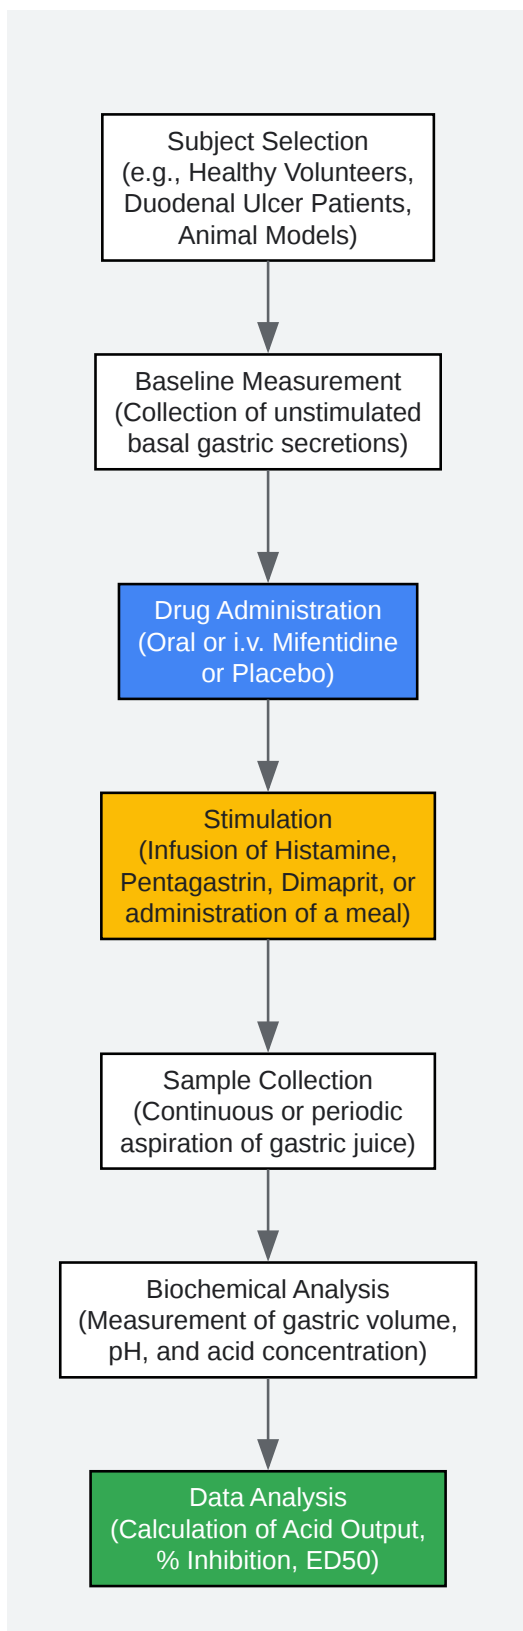 Subject Selection
(e.g., Healthy Volunteers,
Duodenal Ulcer Patients,
Animal Models)
Baseline Measurement
(Collection of unstimulated
basal gastric secretions)
Drug Administration
(Oral or i.v. Mifentidine
or Placebo)
Stimulation
(Infusion of Histamine,
Pentagastrin, Dimaprit, or
administration of a meal)
Sample Collection
(Continuous or periodic
aspiration of gastric juice)
Biochemical Analysis
(Measurement of gastric volume,
pH, and acid concentration)
Data Analysis
(Calculation of Acid Output,
% Inhibition, ED50)